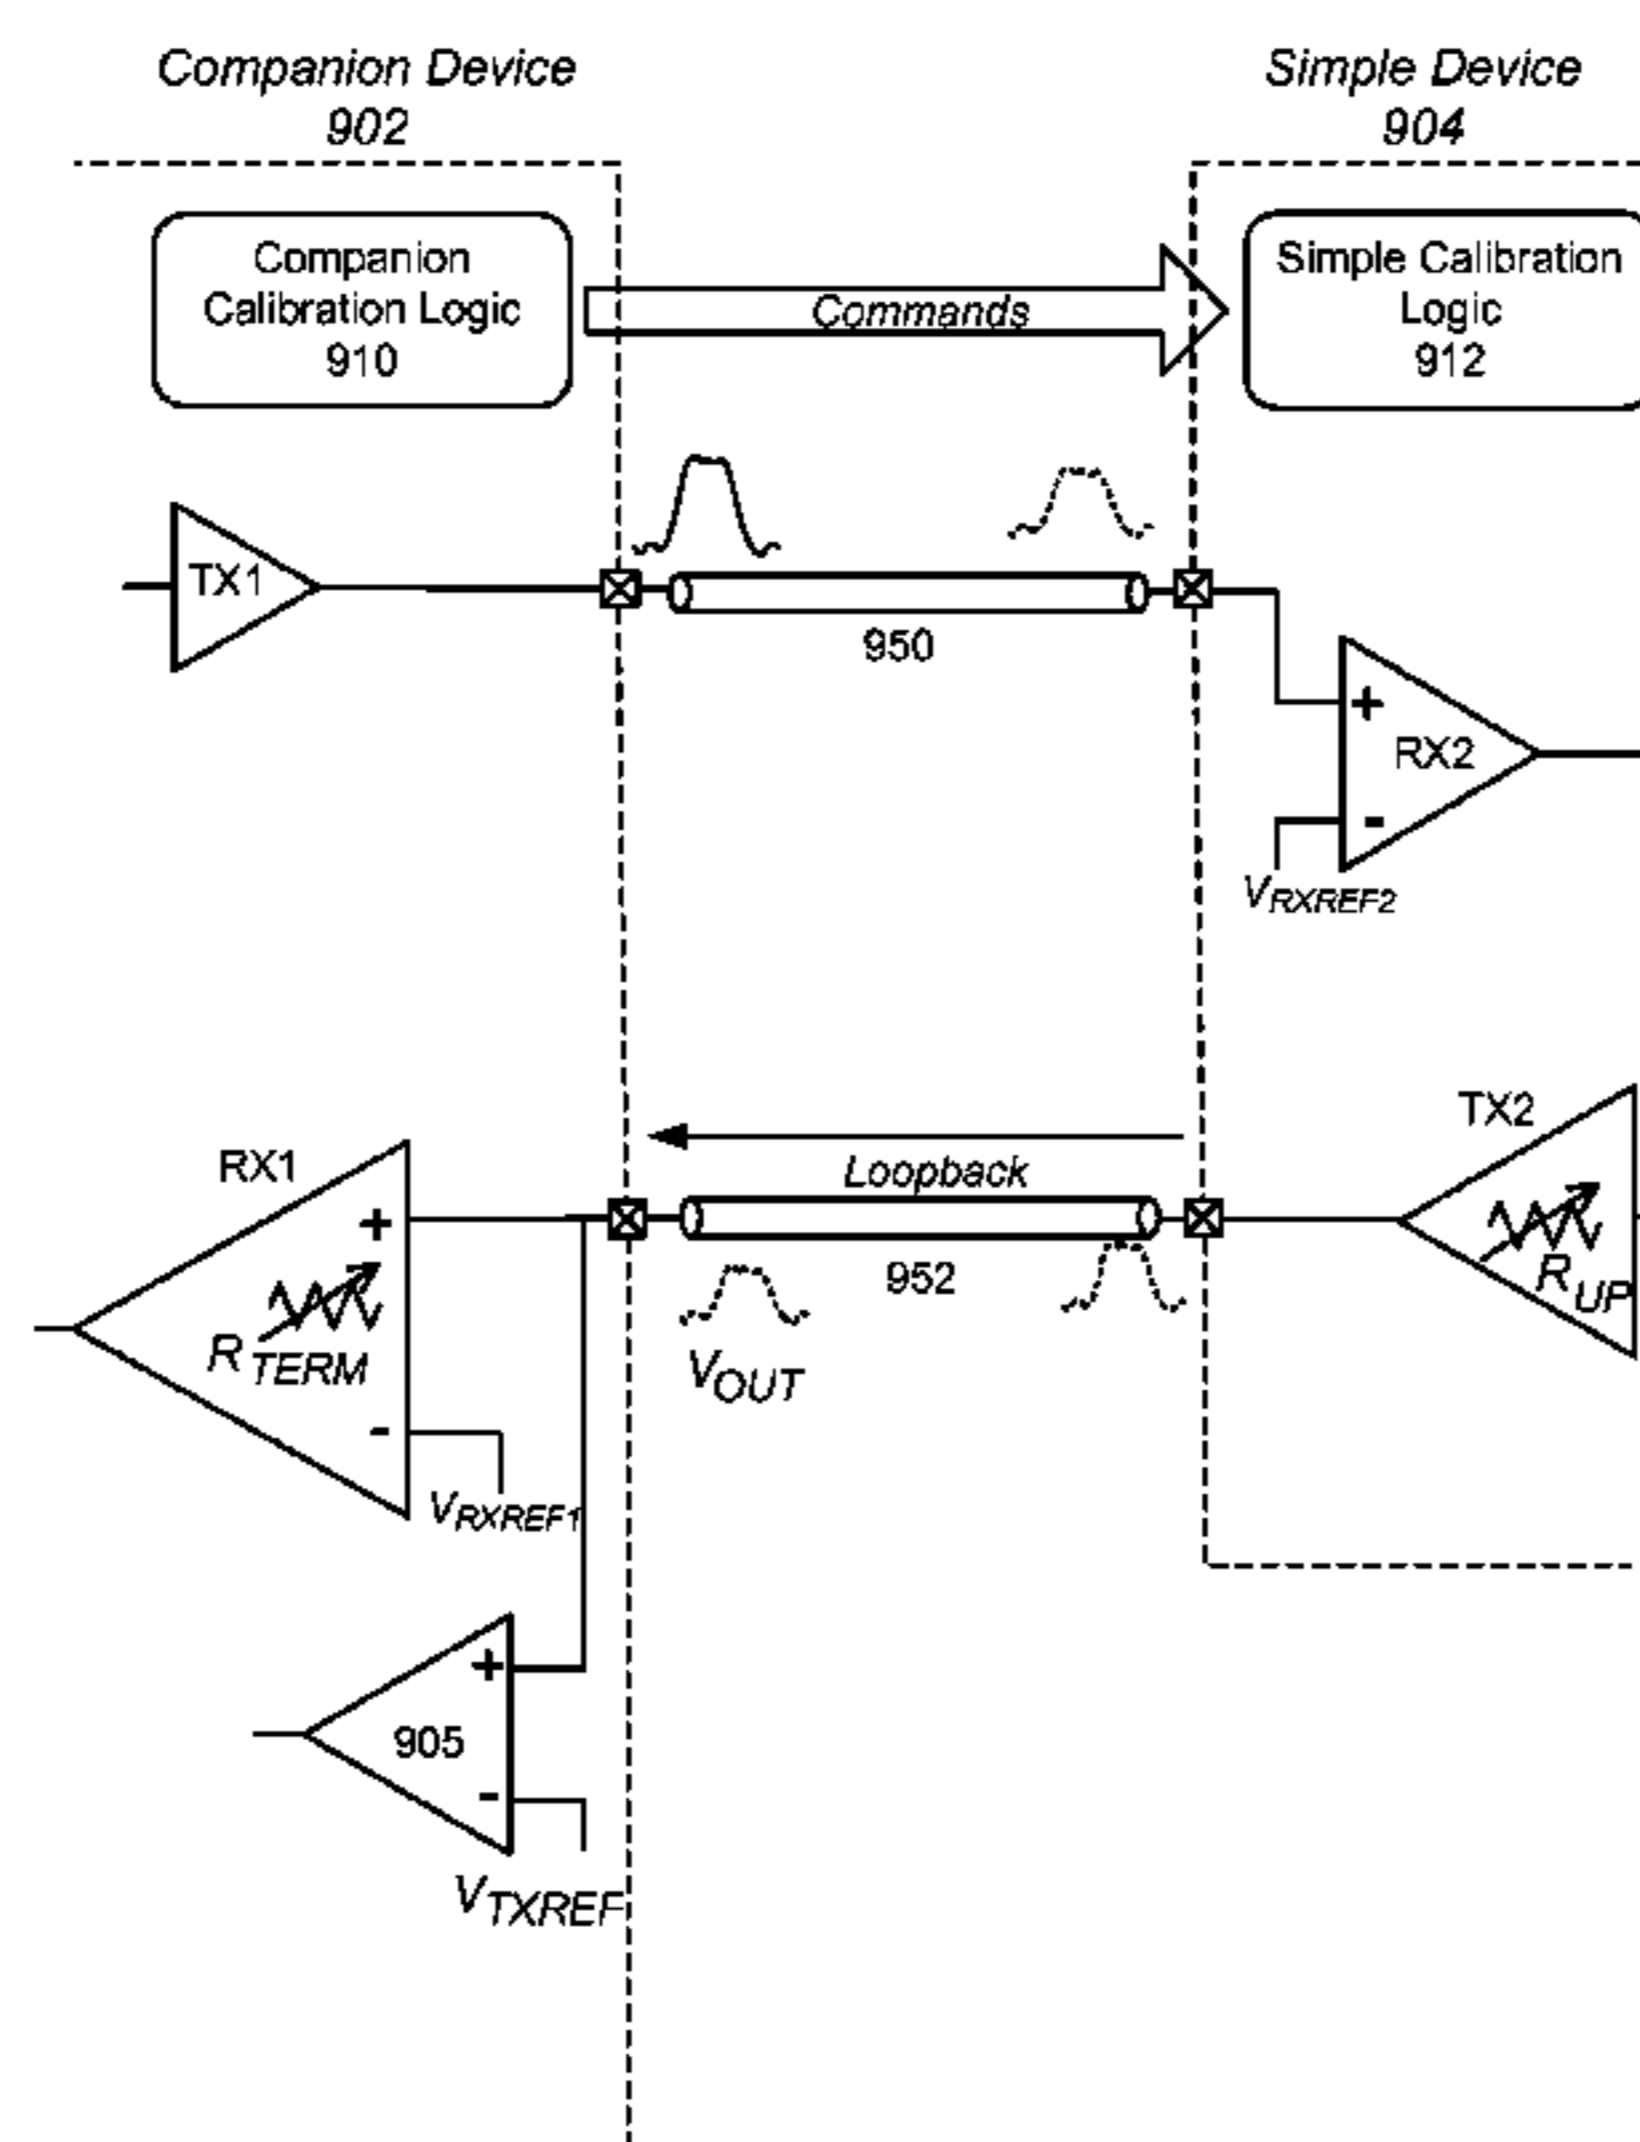 Companion Device
902
Simple Device
904
Companion
Calibration Logic
910
Commands
Simple Calibration
Logic
912
TX1
950
+
RX2
-
VRXREF2
TX2
RX1
Loopback
+
952
RUP
RTERM
VOUT
-
VRXREF1
+
905
-
VTXREF